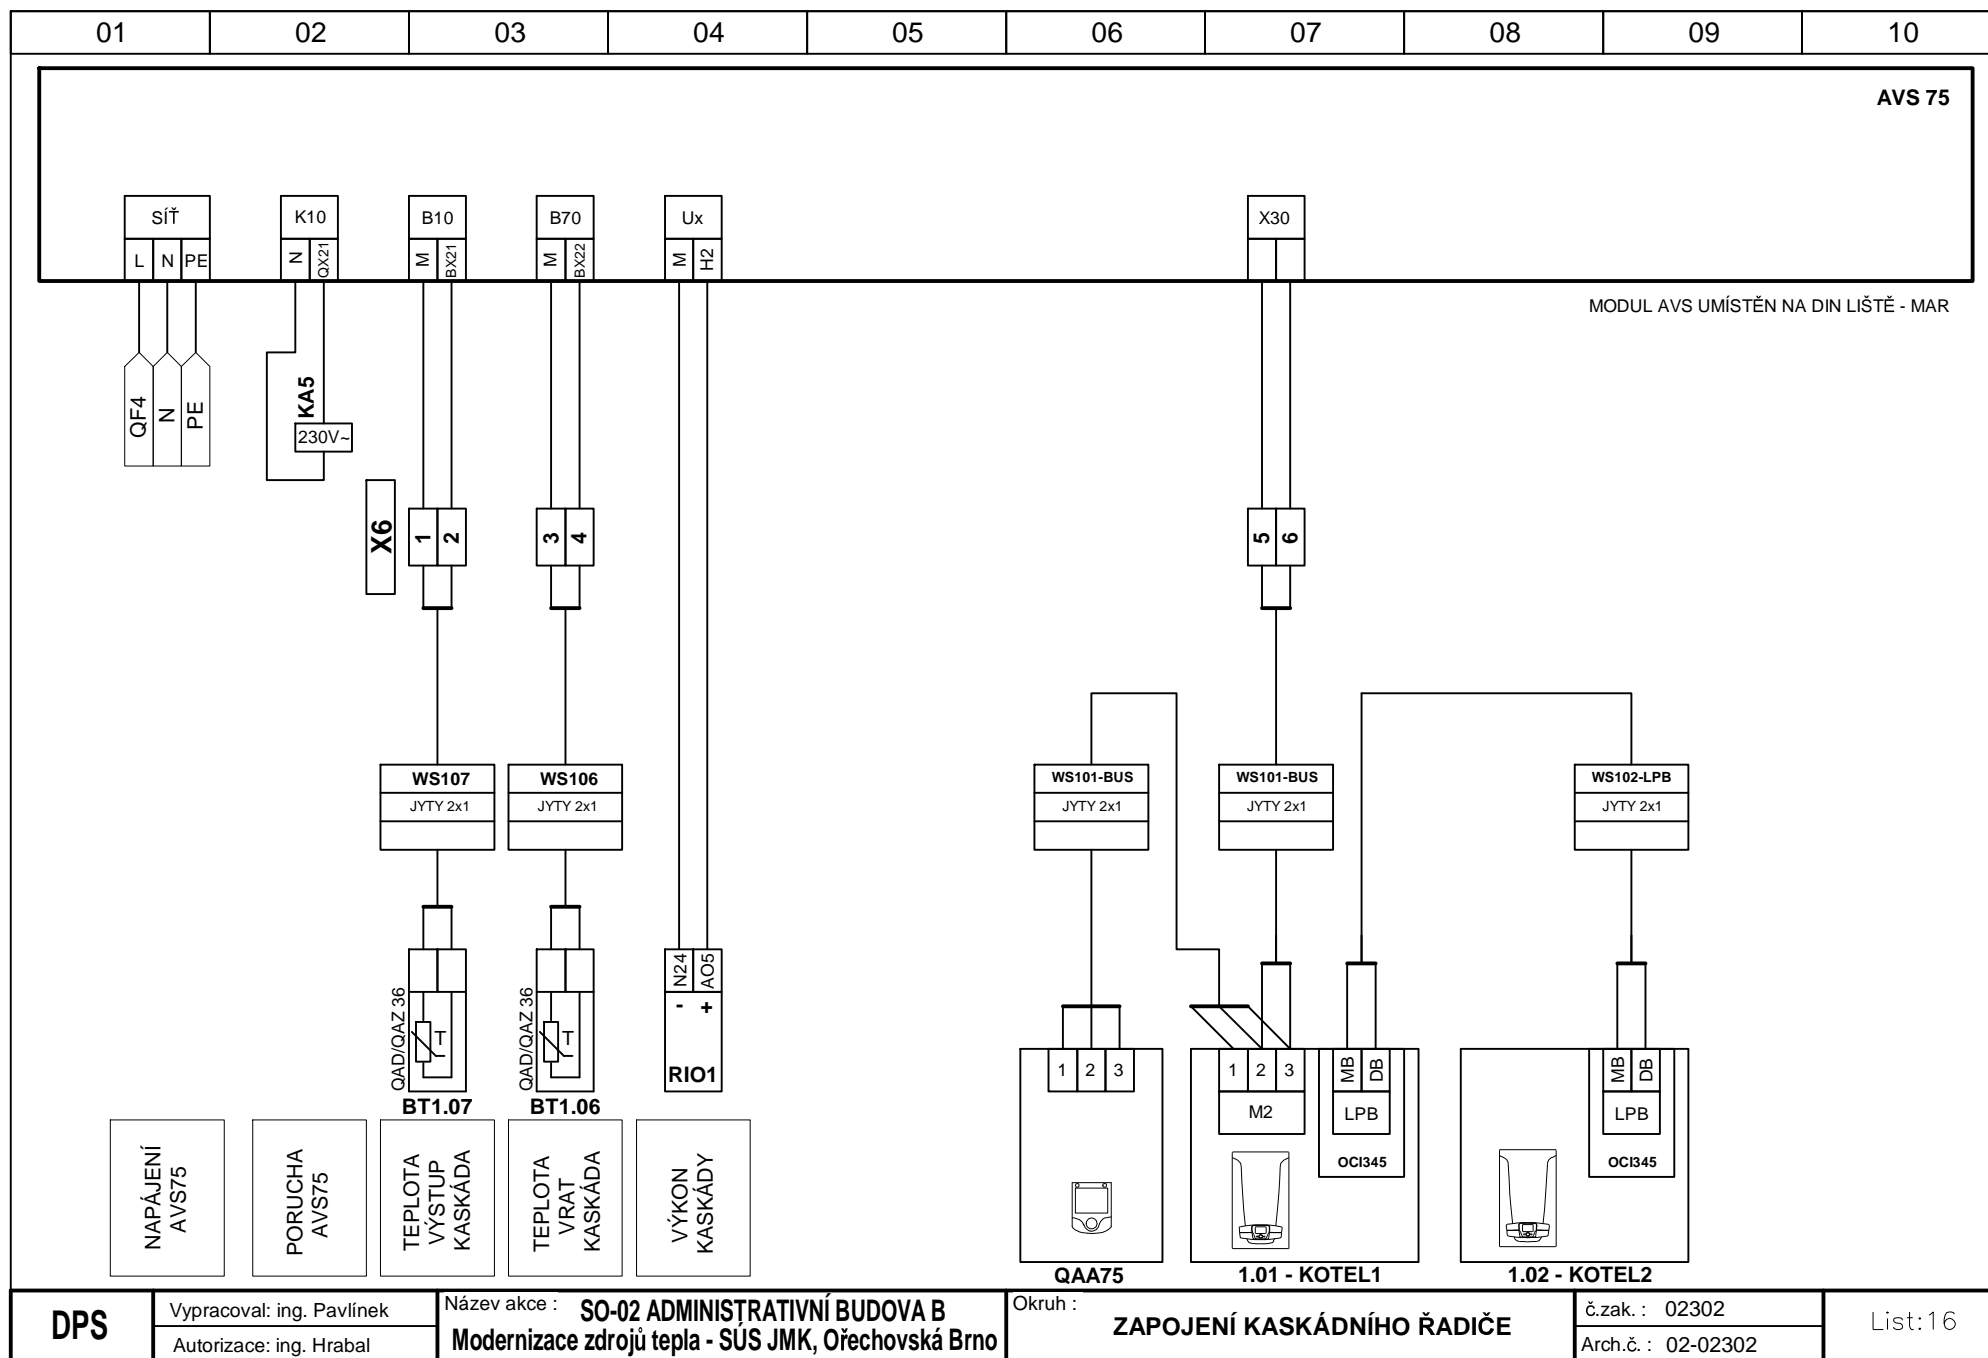 01 02 03 04 05 06 07 08 09 10
AVS 75
SÍŤ K10 B10 B70 Ux X30
L N PE N QX21 M BX21 M BX22 M H2
MODUL AVS UMÍSTĚN NA DIN LIŠTĚ - MAR
QF4 N PE
KA5
230V~
X6 1 2 3 4 5 6
WS107 WS106 WS101-BUS WS101-BUS WS102-LPB
JYTY 2x1 JYTY 2x1 JYTY 2x1 JYTY 2x1 JYTY 2x1
N24 AO5
- +
QAD/QAZ 36 T QAD/QAZ 36 T
RIO1
1 2 3 1 2 3 MB DB MB DB
BT1.07 BT1.06
M2 LPB LPB
OCI345 OCI345
NAPÁJENÍ
AVS75
PORUCHA
AVS75
TEPLOTA
VÝSTUP
KASKÁDA
TEPLOTA
VRAT
KASKÁDA
VÝKON
KASKÁDY
QAA75 1.01 - KOTEL1 1.02 - KOTEL2
DPS
Vypracoval: ing. Pavlínek
Autorizace: ing. Hrabal
Název akce : SO-02 ADMINISTRATIVNÍ BUDOVA B
Modernizace zdrojů tepla - SÚS JMK, Ořechovská Brno
Okruh :
ZAPOJENÍ KASKÁDNÍHO ŘADIČE
č.zak. : 02302
Arch.č. : 02-02302
List:16